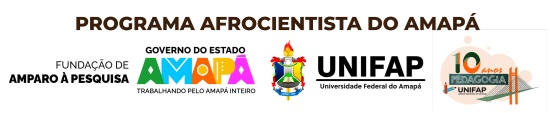 PROGRAMA AFROCIENTISTA DO AMAPÁ
FUNDAÇÃO DE
AMPARO À PESQUISA
GOVERNO DO ESTADO
AMAPÁ
TRABALHANDO PELO AMAPÁ INTEIRO
UNIFAP
Universidade Federal do Amapá
10 anos
PEDAGOGIA
UNIFAP